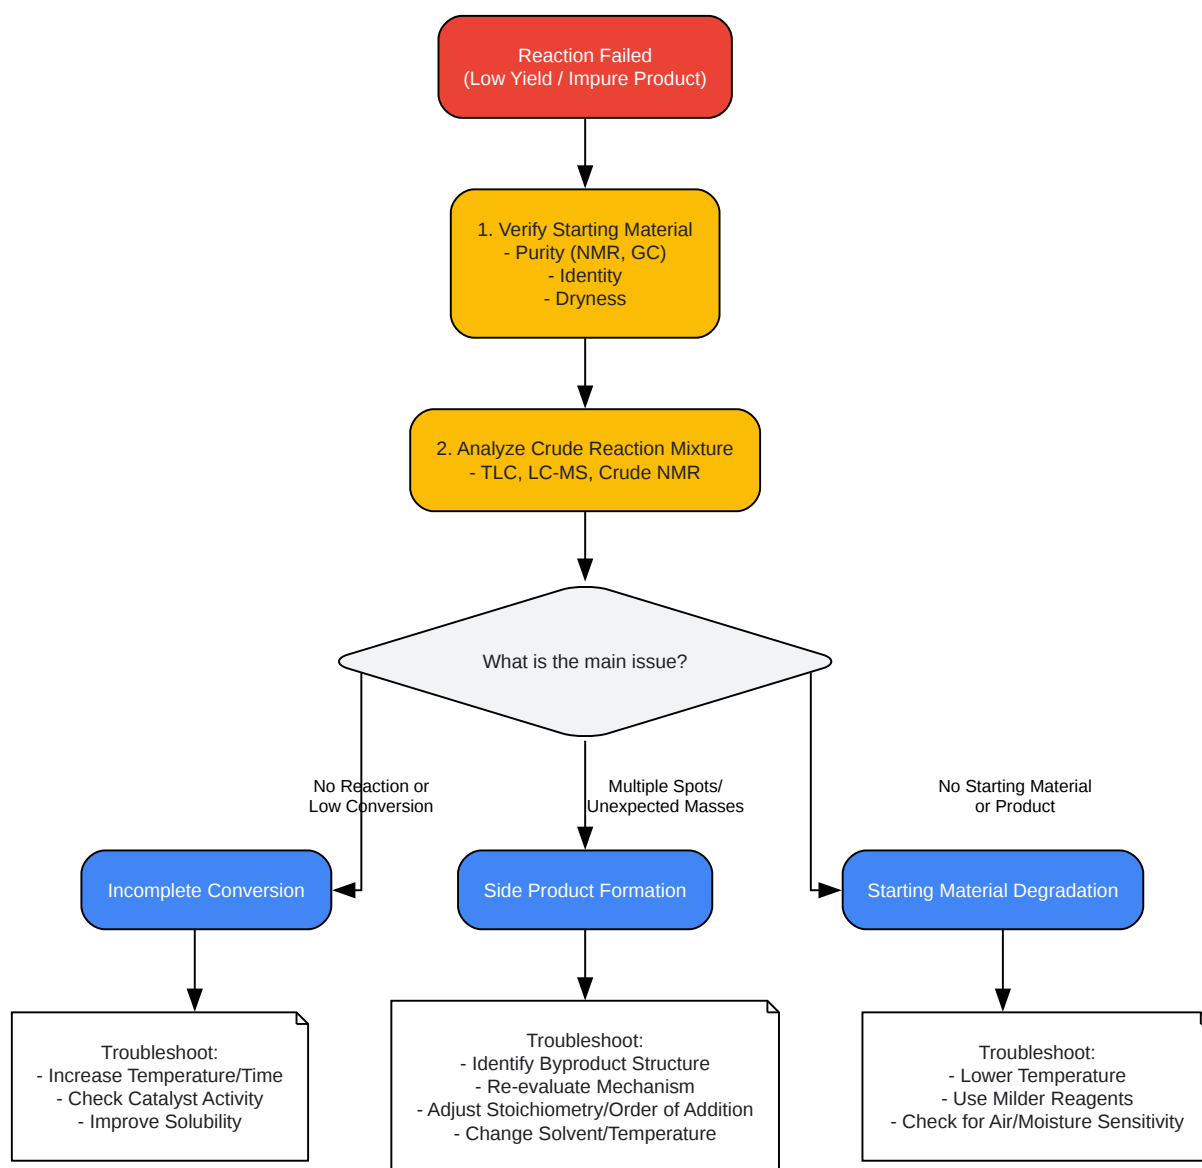 Reaction Failed
(Low Yield / Impure Product)
1. Verify Starting Material
- Purity (NMR, GC)
- Identity
- Dryness
2. Analyze Crude Reaction Mixture
- TLC, LC-MS, Crude NMR
What is the main issue?
No Reaction or
Low Conversion
Multiple Spots/
Unexpected Masses
No Starting Material
or Product
Incomplete Conversion
Side Product Formation
Starting Material Degradation
Troubleshoot:
- Increase Temperature/Time
- Check Catalyst Activity
- Improve Solubility
Troubleshoot:
- Identify Byproduct Structure
- Re-evaluate Mechanism
- Adjust Stoichiometry/Order of Addition
- Change Solvent/Temperature
Troubleshoot:
- Lower Temperature
- Use Milder Reagents
- Check for Air/Moisture Sensitivity